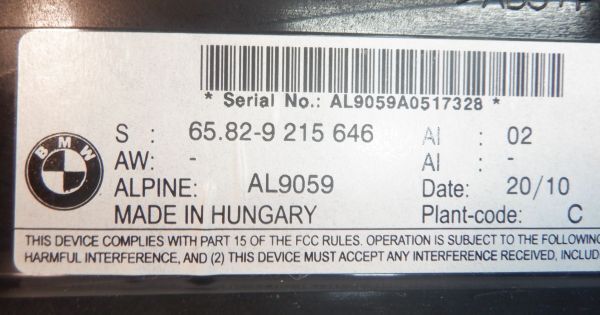 * Serial No.: AL9059A0517328 *
S : 65.82-9 215 646 AI : 02
AW: - AI : -
BMW
ALPINE: AL9059 Date: 20/10
MADE IN HUNGARY Plant-code: C
THIS DEVICE COMPLIES WITH PART 15 OF THE FCC RULES. OPERATION IS SUBJECT TO THE FOLLOWING
HARMFUL INTERFERENCE, AND (2) THIS DEVICE MUST ACCEPT ANY INTERFERENCE RECEIVED, INCLUD